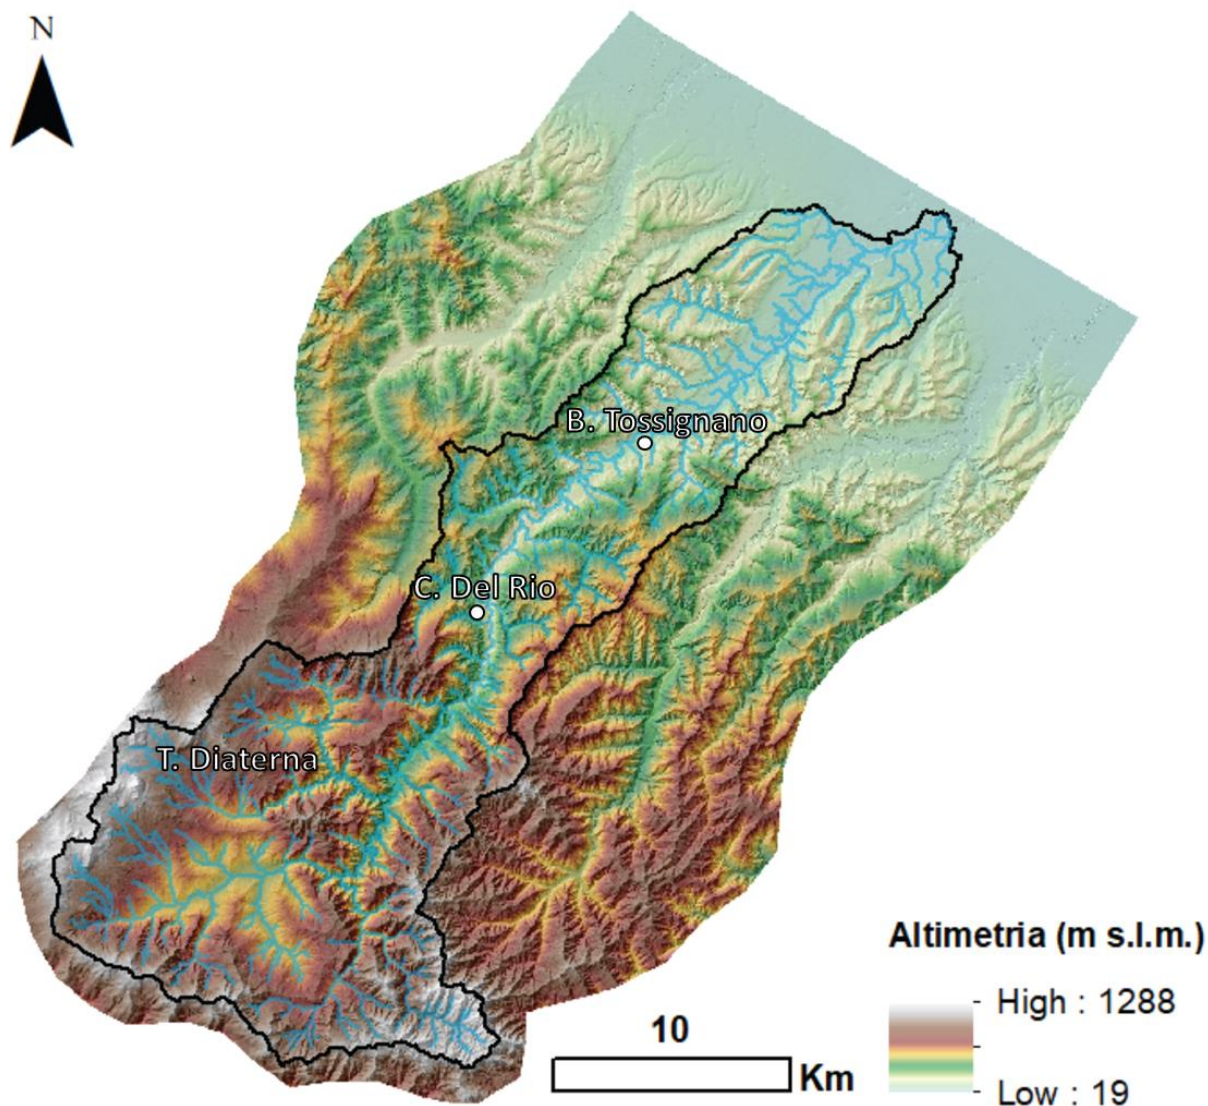 N
B. Tossignano
C. Del Rio
T. Diaterna
Altimetria (m s.l.m.)
High : 1288
Low : 19
10
Km